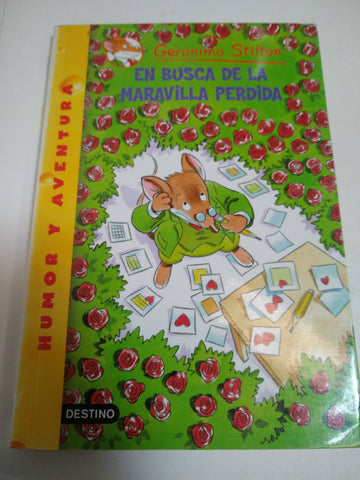 Geronimo Stilton
EN BUSCA DE LA
MARAVILLA PERDIDA
HUMOR Y AVENTURA
DESTINO